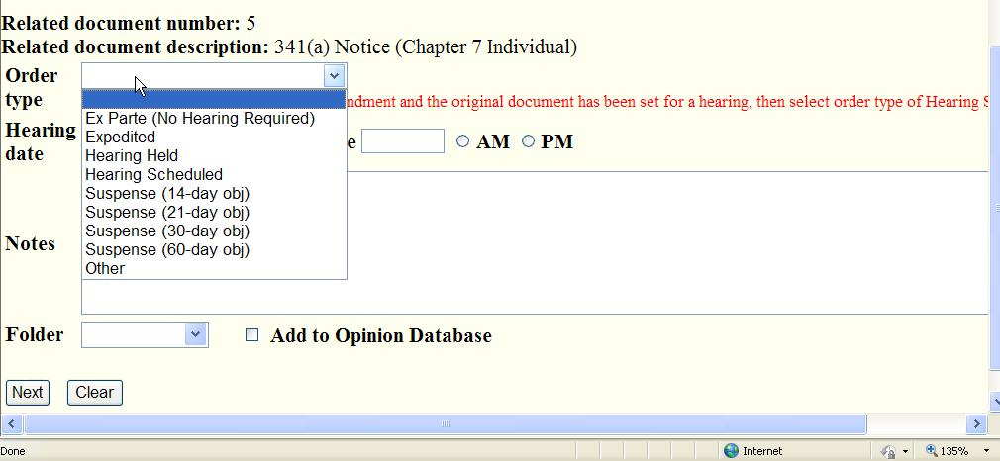 Related document number: 5
Related document description: 341(a) Notice (Chapter 7 Individual)
Order type
ndment and the original document has been set for a hearing, then select order type of Hearing S
Ex Parte (No Hearing Required)
Expedited
Hearing Held
Hearing Scheduled
Suspense (14-day obj)
Suspense (21-day obj)
Suspense (30-day obj)
Suspense (60-day obj)
Other
Hearing date
e AM PM
Notes
Folder Add to Opinion Database
Next Clear
Done Internet 135%